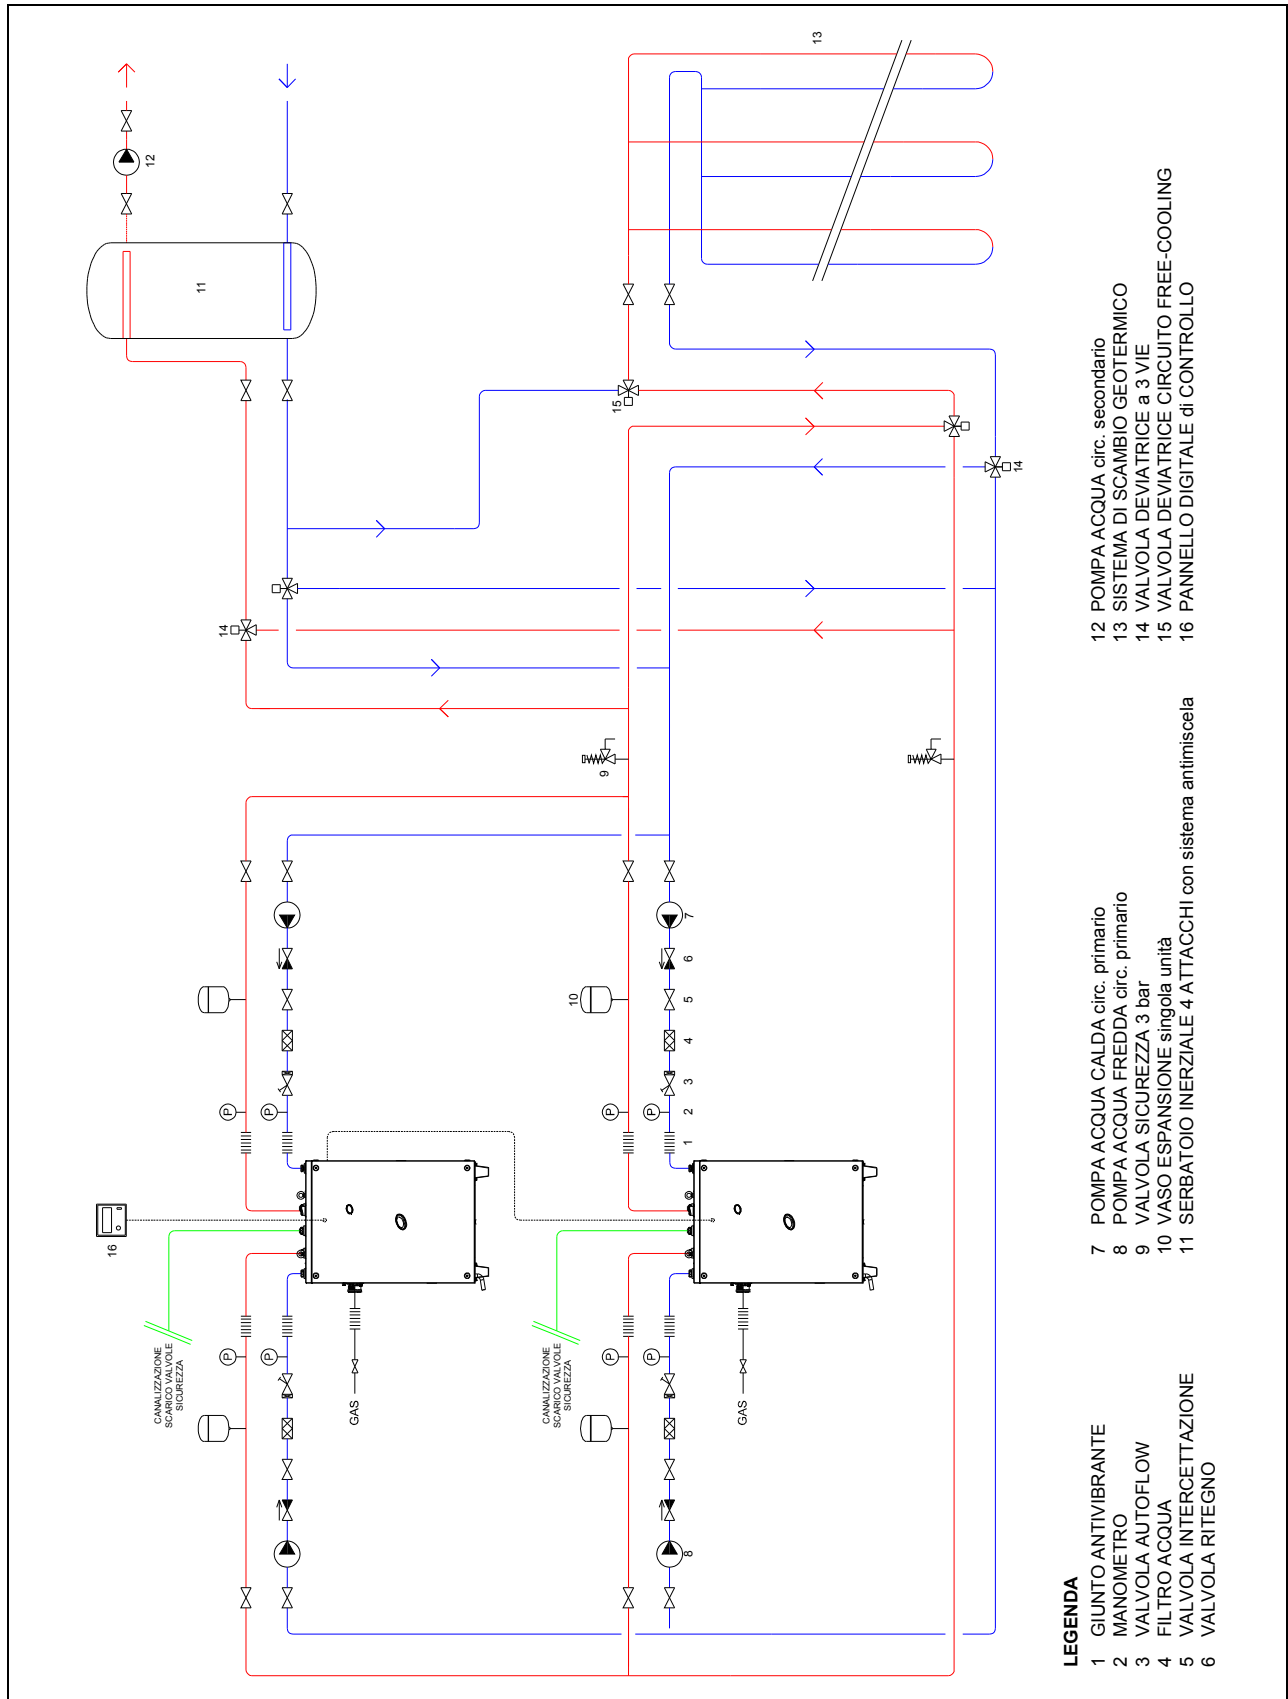 13
12
11
15
14
14
9
10
7
6
5
4
3
2
1
P
P
P
P
16
CANALIZZAZIONE
SCARICO VALVOLE
SICUREZZA
CANALIZZAZIONE
SCARICO VALVOLE
SICUREZZA
P
P
P
P
GAS
GAS
8
LEGENDA
1 GIUNTO ANTIVIBRANTE
2 MANOMETRO
3 VALVOLA AUTOFLOW
4 FILTRO ACQUA
5 VALVOLA INTERCETTAZIONE
6 VALVOLA RITEGNO
7 POMPA ACQUA CALDA circ. primario
8 POMPA ACQUA FREDDA circ. primario
9 VALVOLA SICUREZZA 3 bar
10 VASO ESPANSIONE singola unità
11 SERBATOIO INERZIALE 4 ATTACCHI con sistema antimiscela
12 POMPA ACQUA circ. secondario
13 SISTEMA DI SCAMBIO GEOTERMICO
14 VALVOLA DEVIATRICE a 3 VIE
15 VALVOLA DEVIATRICE CIRCUITO FREE-COOLING
16 PANNELLO DIGITALE di CONTROLLO